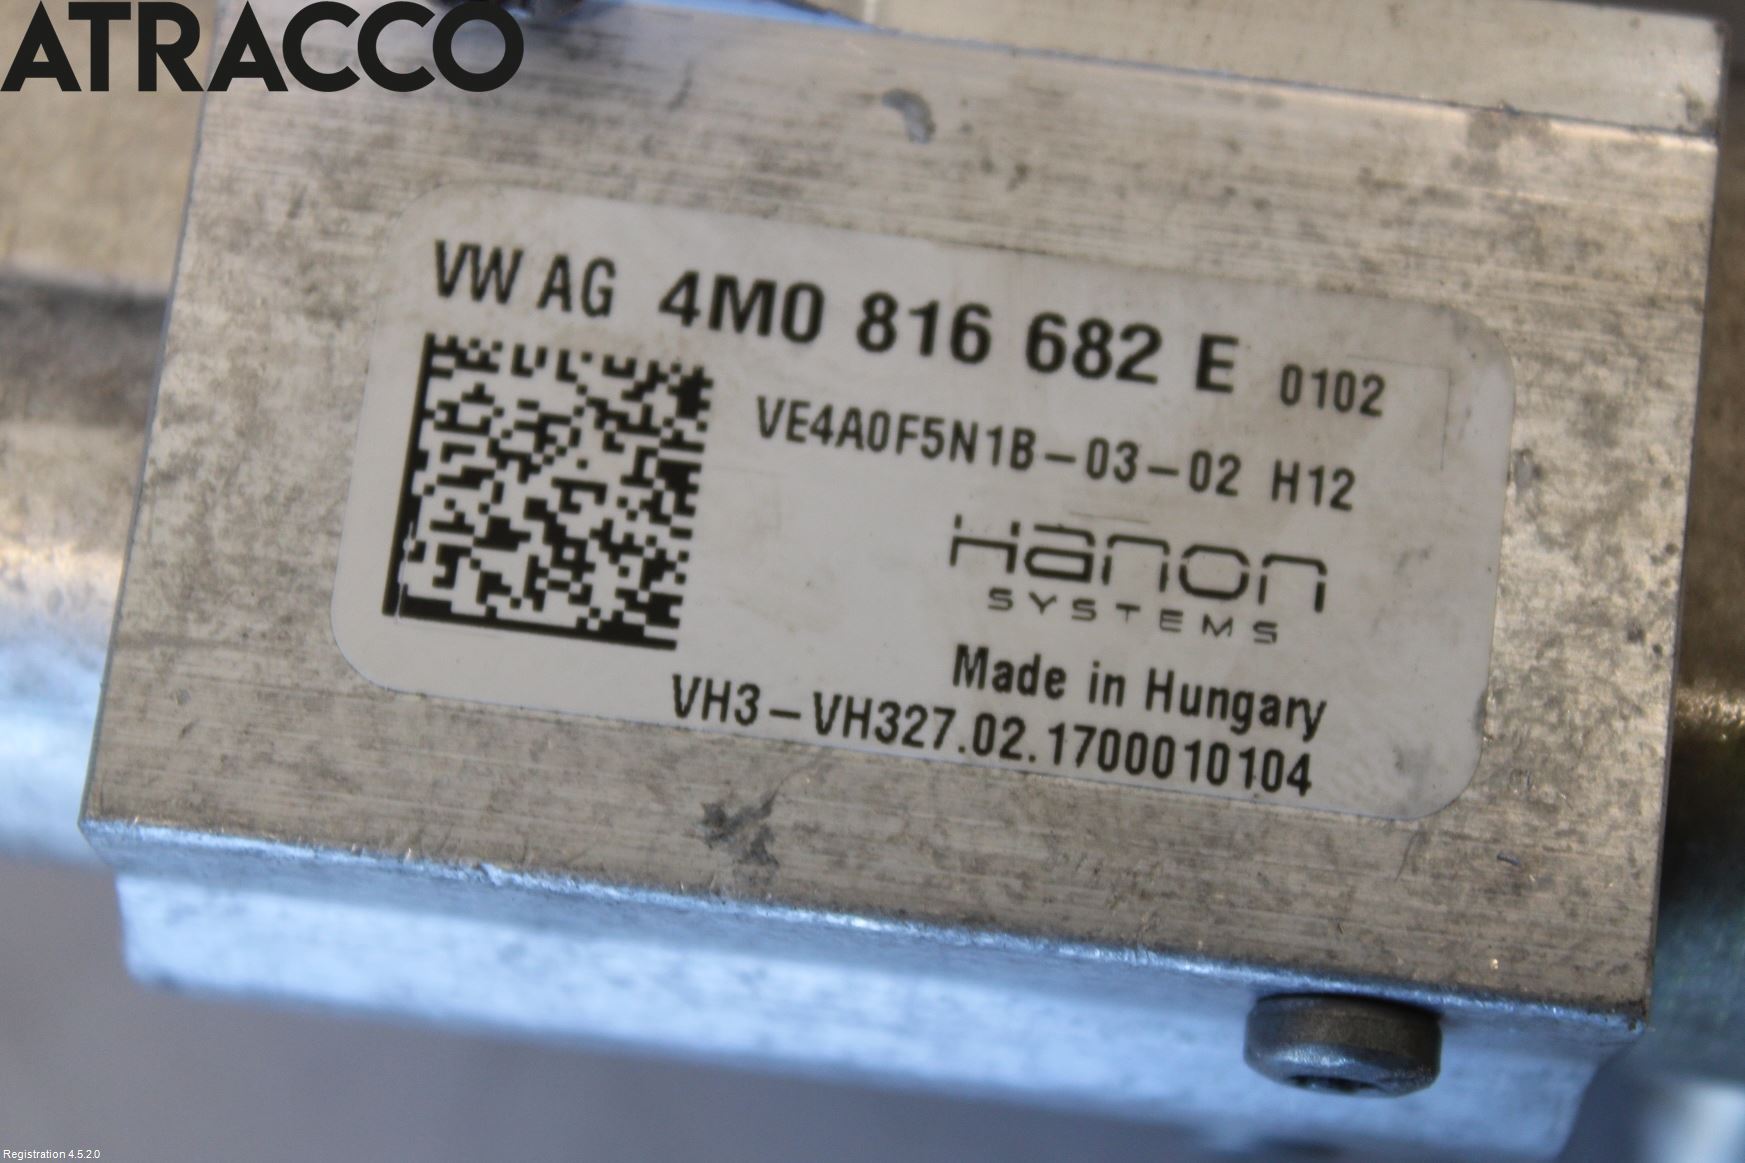 ATRACCO
VW AG 4M0 816 682 E 0102
VE4A0F5N1B-03-02 H12
Hanon
SYSTEMS
Made in Hungary
VH3-VH327.02.1700010104
Registration 4.5.2.0